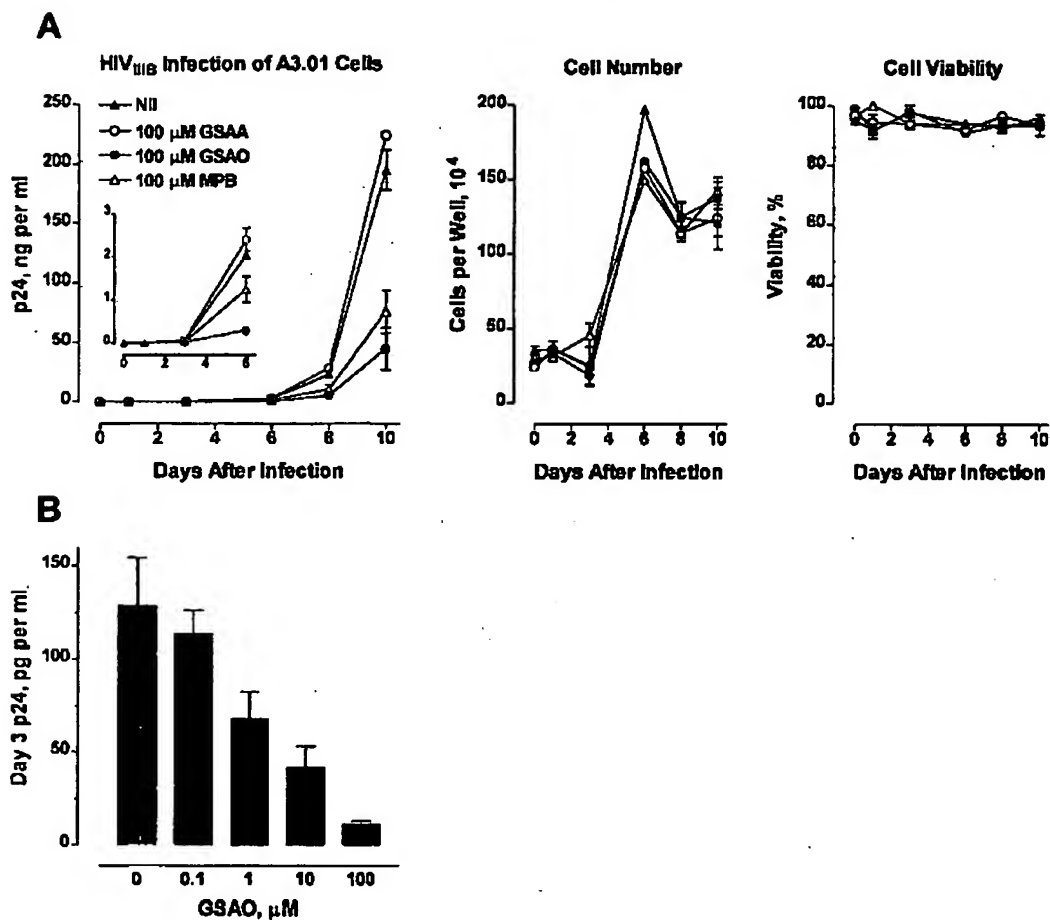 A
HIVIIIB Infection of A3.01 Cells
Nil
100 µM GSAA
100 µM GSAO
100 µM MPB
p24, ng per ml
250
200
150
100
50
0
3
2
1
0
0 2 4 6
0 2 4 6 8 10
Days After Infection
Cell Number
Cells per Well, 10⁴
200
150
100
50
0
0 2 4 6 8 10
Days After Infection
Cell Viability
Viability, %
100
80
60
40
20
0
0 2 4 6 8 10
Days After Infection
B
Day 3 p24, pg per ml.
150
100
50
0
0 0.1 1 10 100
GSAO, µM